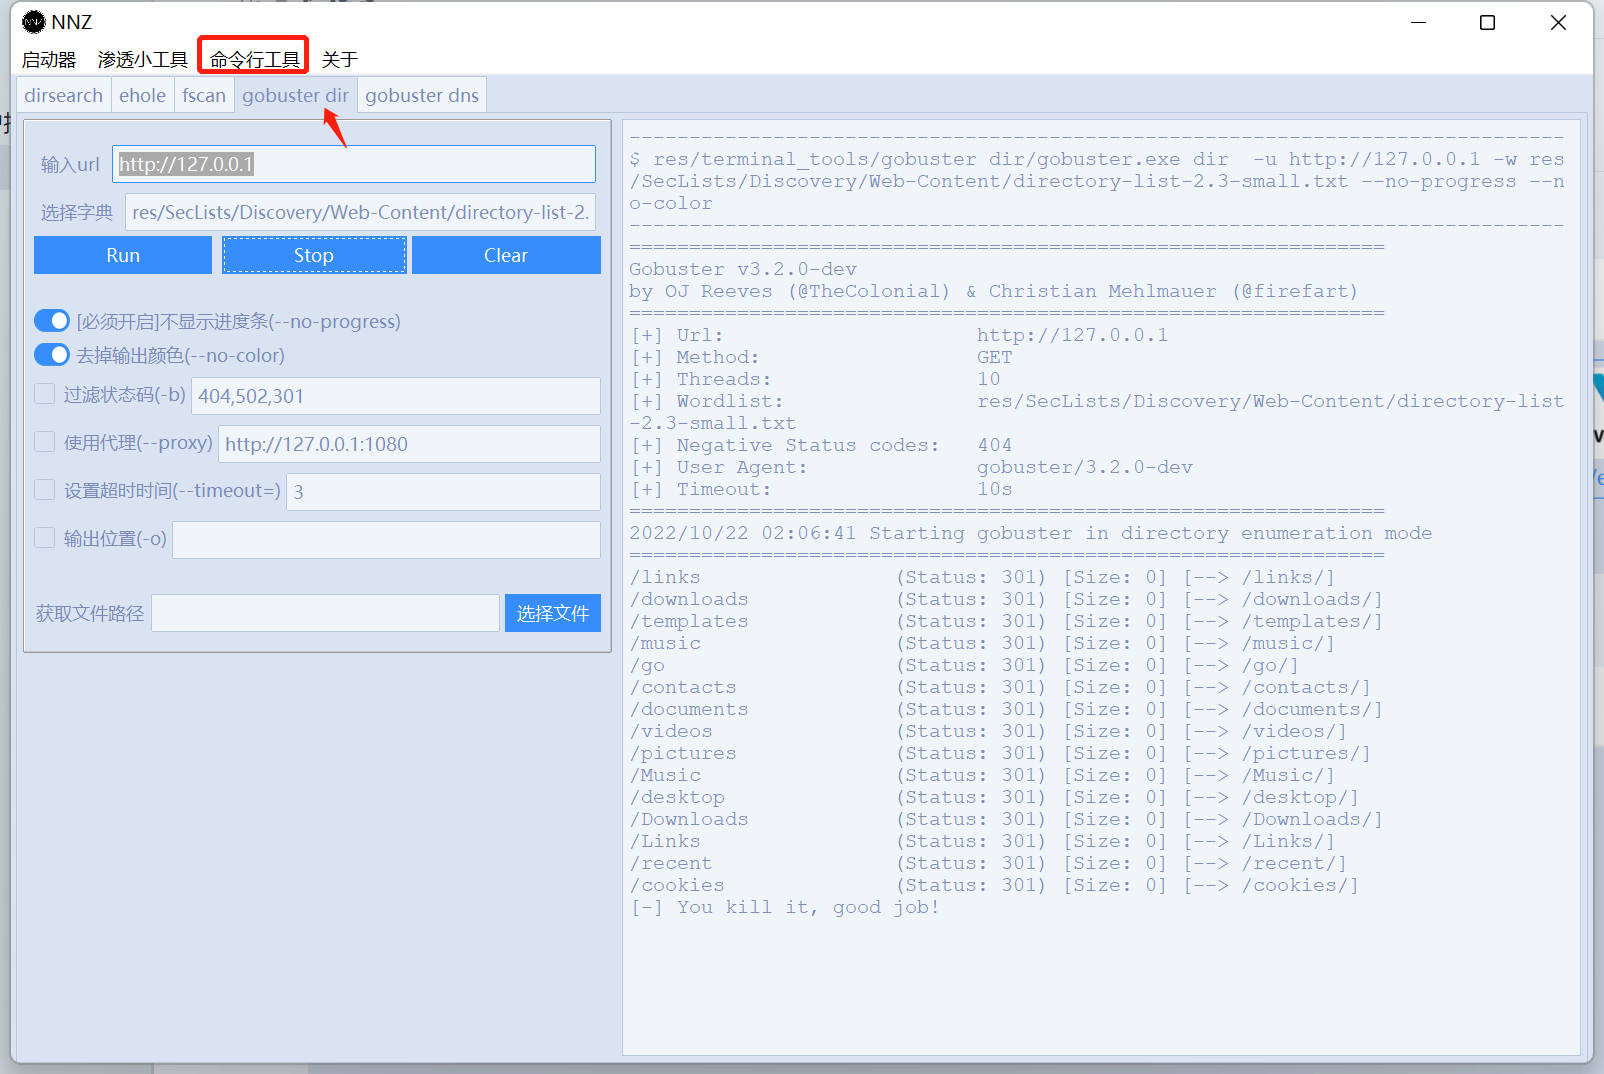 NNZ
启动器 渗透小工具 命令行工具 关于
dirsearch ehole fscan gobuster dir gobuster dns
输入url http://127.0.0.1
选择字典 res/SecLists/Discovery/Web-Content/directory-list-2.
Run Stop Clear
[必须开启]不显示进度条(--no-progress)
去掉输出颜色(--no-color)
过滤状态码(-b) 404,502,301
使用代理(--proxy) http://127.0.0.1:1080
设置超时时间(--timeout=) 3
输出位置(-o)
获取文件路径 选择文件
--------------------------------------------------------------------------------
$ res/terminal_tools/gobuster dir/gobuster.exe dir  -u http://127.0.0.1 -w res
/SecLists/Discovery/Web-Content/directory-list-2.3-small.txt --no-progress --n
o-color
--------------------------------------------------------------------------------
===============================================================
Gobuster v3.2.0-dev
by OJ Reeves (@TheColonial) & Christian Mehlmauer (@firefart)
===============================================================
[+] Url:                     http://127.0.0.1
[+] Method:                  GET
[+] Threads:                 10
[+] Wordlist:                res/SecLists/Discovery/Web-Content/directory-list
-2.3-small.txt
[+] Negative Status codes:   404
[+] User Agent:              gobuster/3.2.0-dev
[+] Timeout:                 10s
===============================================================
2022/10/22 02:06:41 Starting gobuster in directory enumeration mode
===============================================================
/links                (Status: 301) [Size: 0] [--> /links/]
/downloads            (Status: 301) [Size: 0] [--> /downloads/]
/templates            (Status: 301) [Size: 0] [--> /templates/]
/music                (Status: 301) [Size: 0] [--> /music/]
/go                   (Status: 301) [Size: 0] [--> /go/]
/contacts             (Status: 301) [Size: 0] [--> /contacts/]
/documents            (Status: 301) [Size: 0] [--> /documents/]
/videos               (Status: 301) [Size: 0] [--> /videos/]
/pictures             (Status: 301) [Size: 0] [--> /pictures/]
/Music                (Status: 301) [Size: 0] [--> /Music/]
/desktop              (Status: 301) [Size: 0] [--> /desktop/]
/Downloads            (Status: 301) [Size: 0] [--> /Downloads/]
/Links                (Status: 301) [Size: 0] [--> /Links/]
/recent               (Status: 301) [Size: 0] [--> /recent/]
/cookies              (Status: 301) [Size: 0] [--> /cookies/]
[-] You kill it, good job!